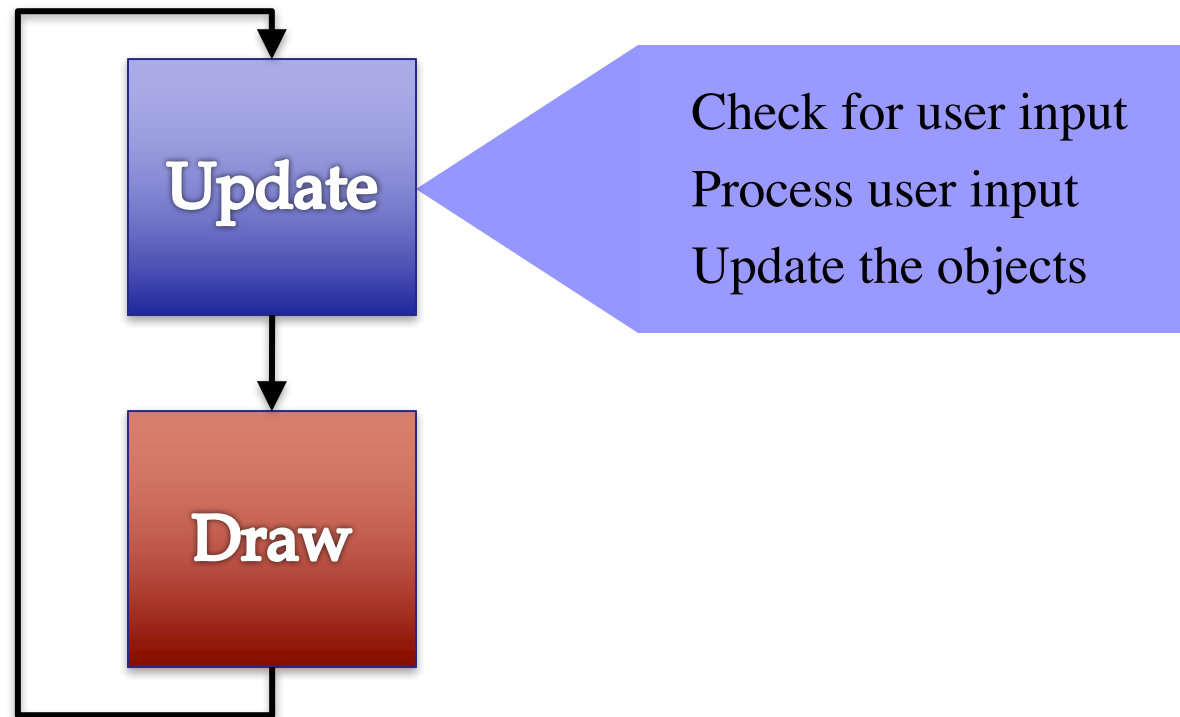 Update
Check for user input
Process user input
Update the objects
Draw